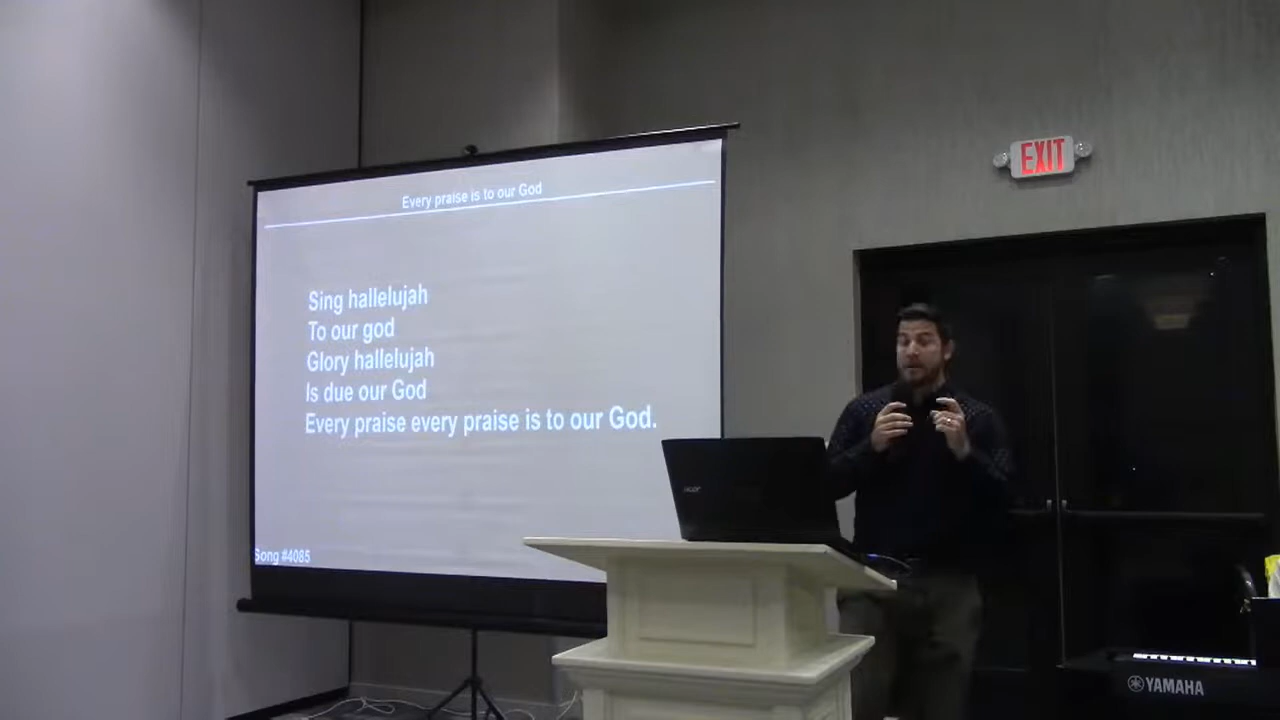 Every praise is to our God
Sing hallelujah
To our god
Glory hallelujah
Is due our God
Every praise every praise is to our God.
Song #4085
EXIT
acer
YAMAHA